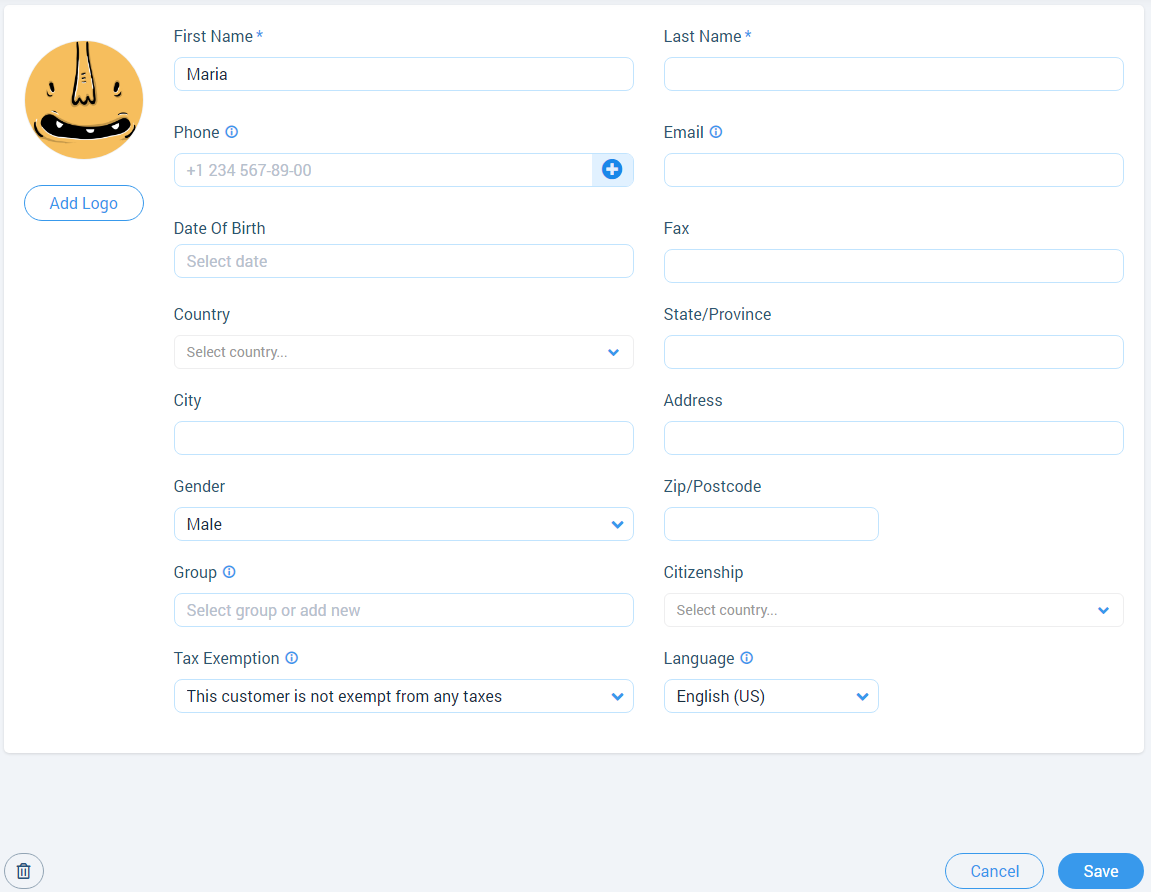 First Name *
Last Name *
Maria
Phone
Email
+1 234 567-89-00
Add Logo
Date Of Birth
Fax
Select date
Country
State/Province
Select country...
City
Address
Gender
Zip/Postcode
Male
Group
Citizenship
Select group or add new
Select country...
Tax Exemption
Language
This customer is not exempt from any taxes
English (US)
Cancel
Save